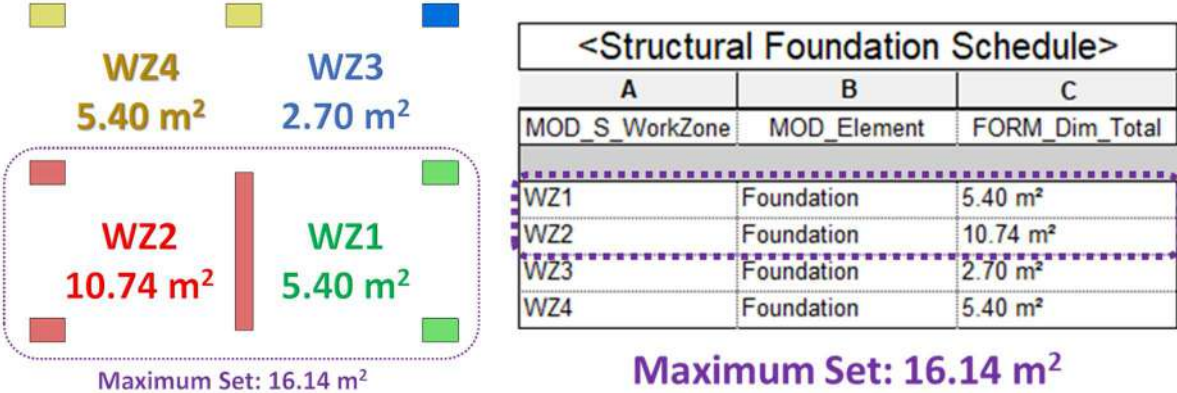 WZ4
5.40 m²
WZ3
2.70 m²
WZ2
10.74 m²
WZ1
5.40 m²
Maximum Set: 16.14 m²
<Structural Foundation Schedule>
A B C
MOD_S_WorkZone MOD_Element FORM_Dim_Total
WZ1 Foundation 5.40 m²
WZ2 Foundation 10.74 m²
WZ3 Foundation 2.70 m²
WZ4 Foundation 5.40 m²
Maximum Set: 16.14 m²